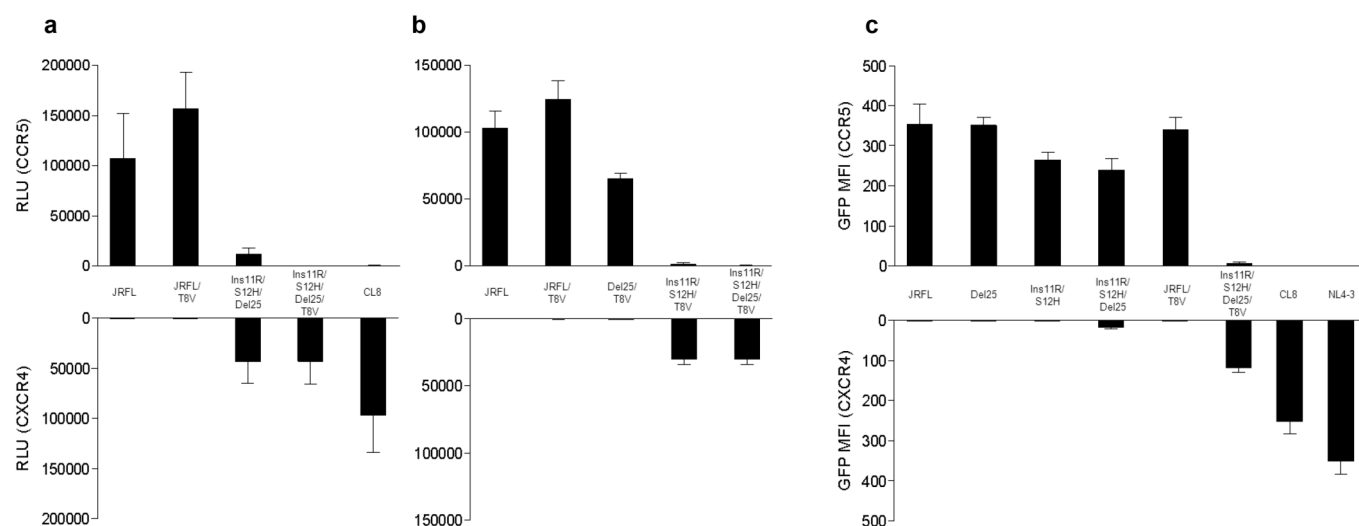 a
200000
150000
100000
50000
0
RLU (CCR5)
JRFL
JRFL/
T8V
Ins11R/
S12H/
Del25
Ins11R/
S12H/
Del25/
T8V
CL8
0
50000
100000
150000
200000
RLU (CXCR4)
b
150000
100000
50000
0
JRFL
JRFL/
T8V
Del25/
T8V
Ins11R/
S12H/
T8V
Ins11R/
S12H/
Del25/
T8V
0
50000
100000
150000
c
500
400
300
200
100
0
GFP MFI (CCR5)
JRFL
Del25
Ins11R/
S12H
Ins11R/
S12H/
Del25
JRFL/
T8V
Ins11R/
S12H/
Del25/
T8V
CL8
NL4-3
0
100
200
300
400
500
GFP MFI (CXCR4)